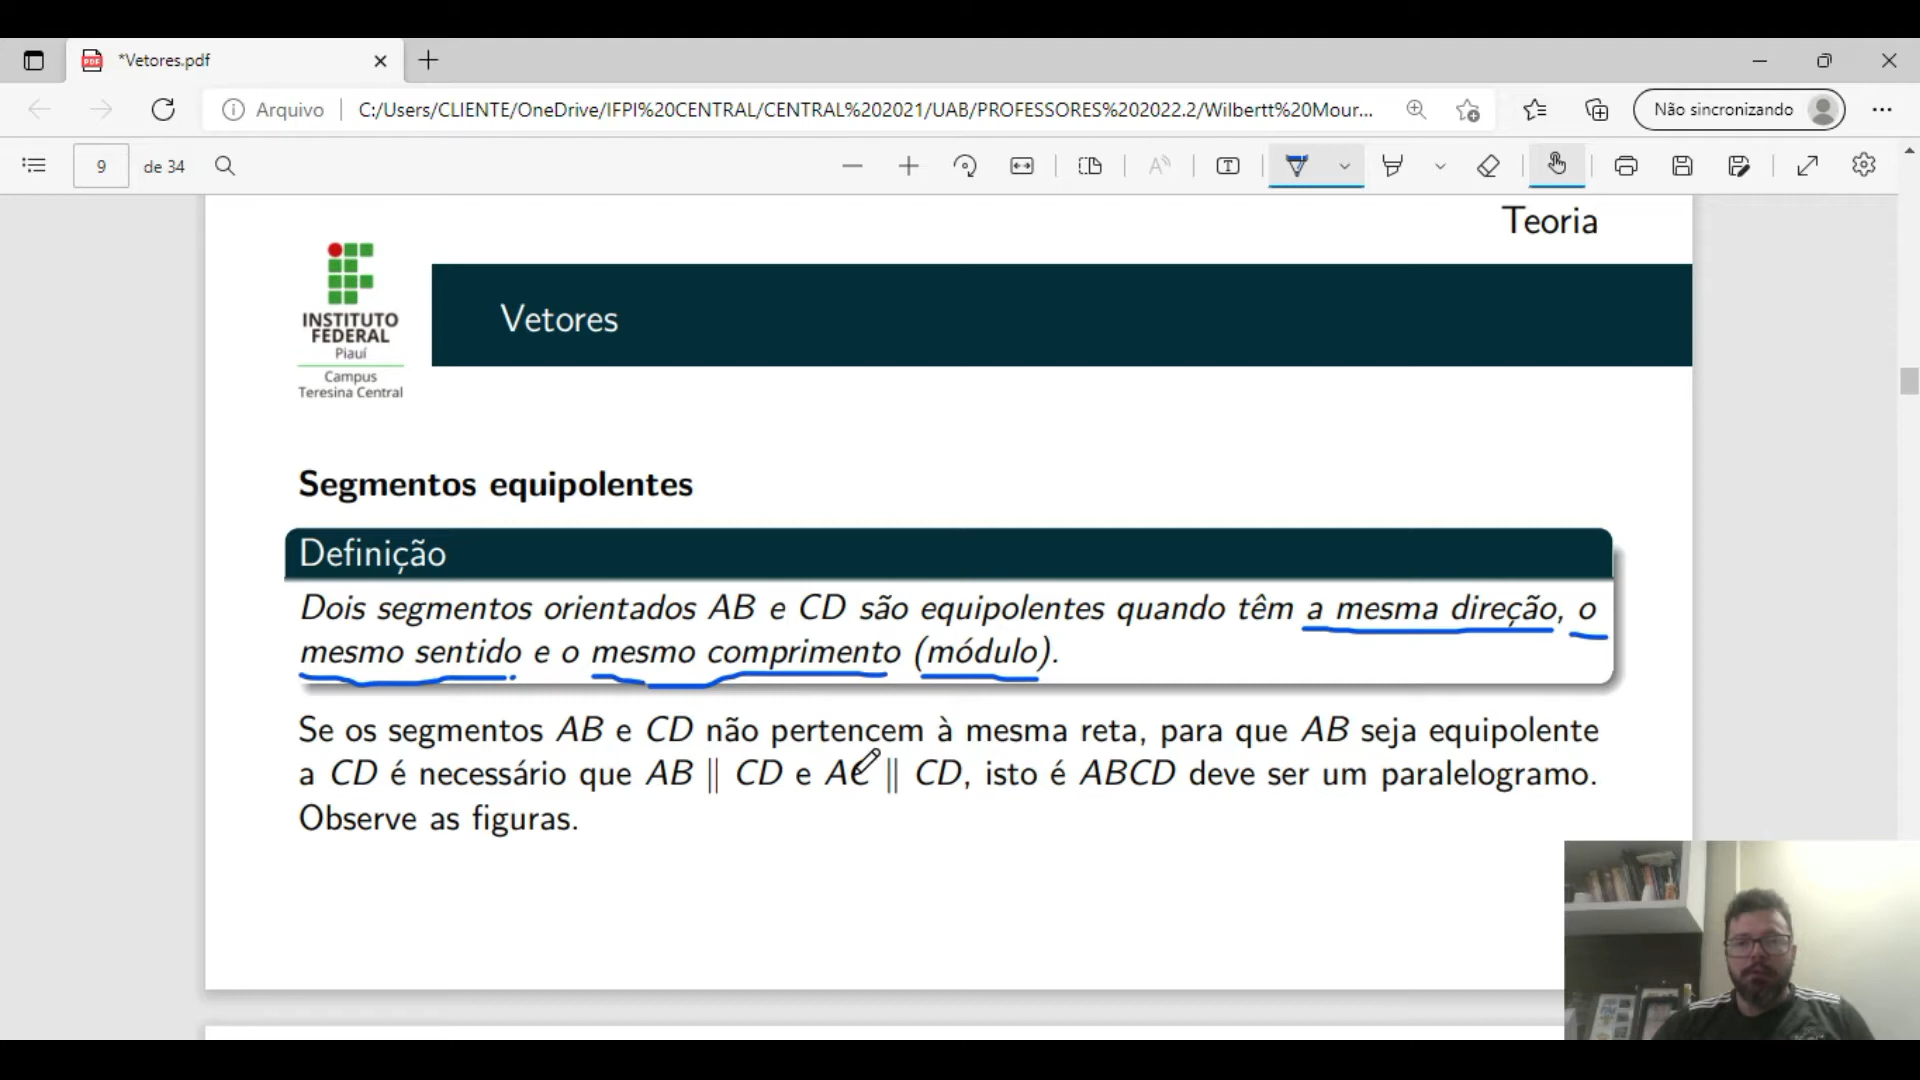 *Vetores.pdf
Arquivo
C:/Users/CLIENTE/OneDrive/IFPI%20CENTRAL/CENTRAL%202021/UAB/PROFESSORES%202022.2/Wilbertt%20Mour...
Não sincronizando
9 de 34
Teoria
INSTITUTO
FEDERAL
Piauí
Campus
Teresina Central
Vetores
Segmentos equipolentes
Definição
Dois segmentos orientados AB e CD são equipolentes quando têm a mesma direção, o
mesmo sentido e o mesmo comprimento (módulo).
Se os segmentos AB e CD não pertencem à mesma reta, para que AB seja equipolente
a CD é necessário que AB ∥ CD e AC ∥ CD, isto é ABCD deve ser um paralelogramo.
Observe as figuras.